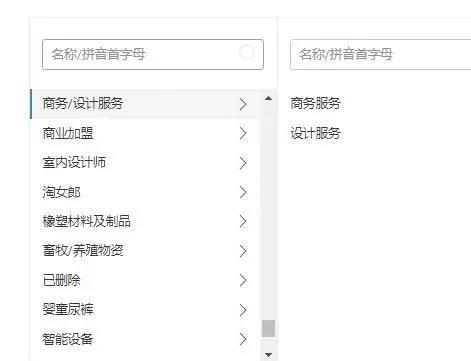 名称/拼音首字母
商务/设计服务
商业加盟
室内设计师
淘女郎
橡塑材料及制品
畜牧/养殖物资
已删除
婴童尿裤
智能设备
名称/拼音首字母
商务服务
设计服务